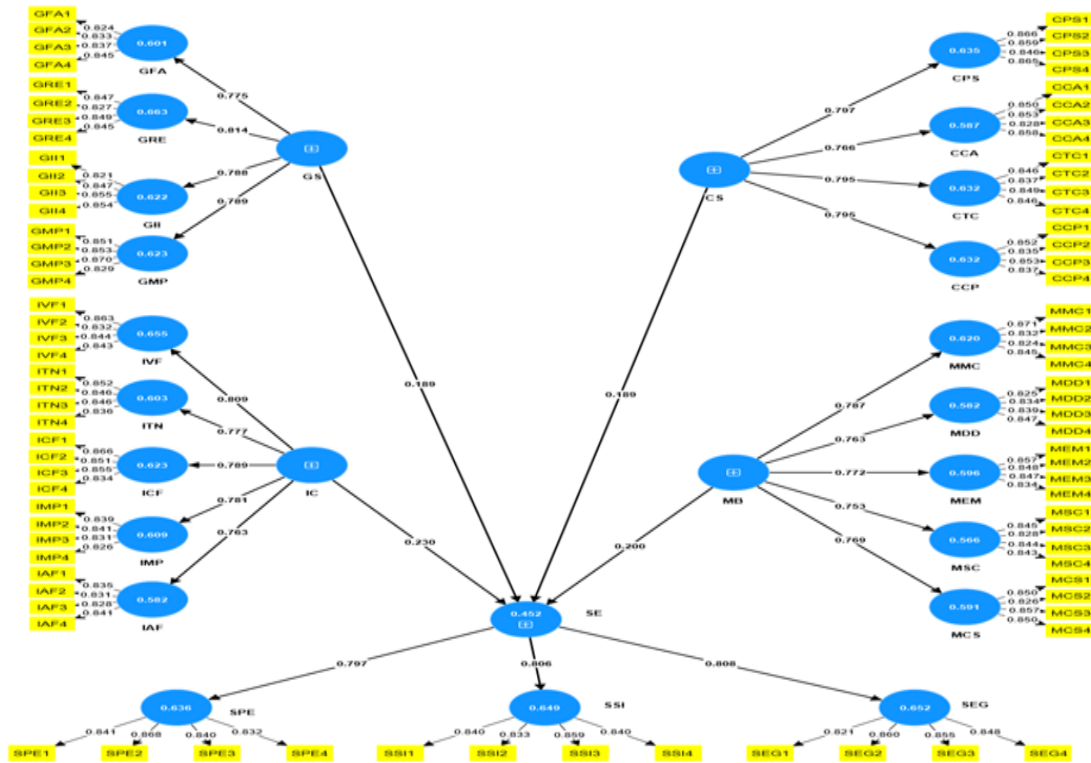 GFA1
GFA2
GFA3
GFA4
0.824
0.833
0.837
0.845
0.601
GFA
GRE1
GRE2
GRE3
GRE4
0.847
0.827
0.849
0.845
0.663
GRE
GII1
GII2
GII3
GII4
0.821
0.847
0.855
0.854
0.622
GII
GMP1
GMP2
GMP3
GMP4
0.851
0.853
0.870
0.829
0.623
GMP
0.775
0.814
0.788
0.789
GS
IVF1
IVF2
IVF3
IVF4
0.863
0.832
0.844
0.843
0.655
IVF
ITN1
ITN2
ITN3
ITN4
0.852
0.846
0.846
0.836
0.603
ITN
ICF1
ICF2
ICF3
ICF4
0.866
0.851
0.855
0.834
0.623
ICF
IMP1
IMP2
IMP3
IMP4
0.839
0.841
0.831
0.826
0.609
IMP
IAF1
IAF2
IAF3
IAF4
0.835
0.831
0.828
0.841
0.582
IAF
0.809
0.777
0.789
0.781
0.763
IC
0.189
0.230
0.189
0.200
CPS1
CPS2
CPS3
CPS4
0.866
0.859
0.846
0.865
0.635
CPS
CCA1
CCA2
CCA3
CCA4
0.850
0.853
0.828
0.858
0.587
CCA
CTC1
CTC2
CTC3
CTC4
0.846
0.837
0.849
0.846
0.632
CTC
CCP1
CCP2
CCP3
CCP4
0.852
0.835
0.853
0.837
0.632
CCP
0.797
0.766
0.795
0.795
CS
MMC1
MMC2
MMC3
MMC4
0.871
0.832
0.824
0.845
0.620
MMC
MDD1
MDD2
MDD3
MDD4
0.825
0.834
0.839
0.847
0.582
MDD
MEM1
MEM2
MEM3
MEM4
0.857
0.848
0.847
0.834
0.596
MEM
MSC1
MSC2
MSC3
MSC4
0.845
0.828
0.844
0.843
0.566
MSC
MCS1
MCS2
MCS3
MCS4
0.850
0.826
0.857
0.850
0.591
MCS
0.787
0.763
0.772
0.753
0.769
MB
0.452
SE
0.797
0.806
0.808
0.636
SPE
0.649
SSI
0.652
SEG
0.841
0.868
0.840
0.832
0.840
0.833
0.859
0.840
0.821
0.860
0.855
0.848
SPE1
SPE2
SPE3
SPE4
SSI1
SSI2
SSI3
SSI4
SEG1
SEG2
SEG3
SEG4